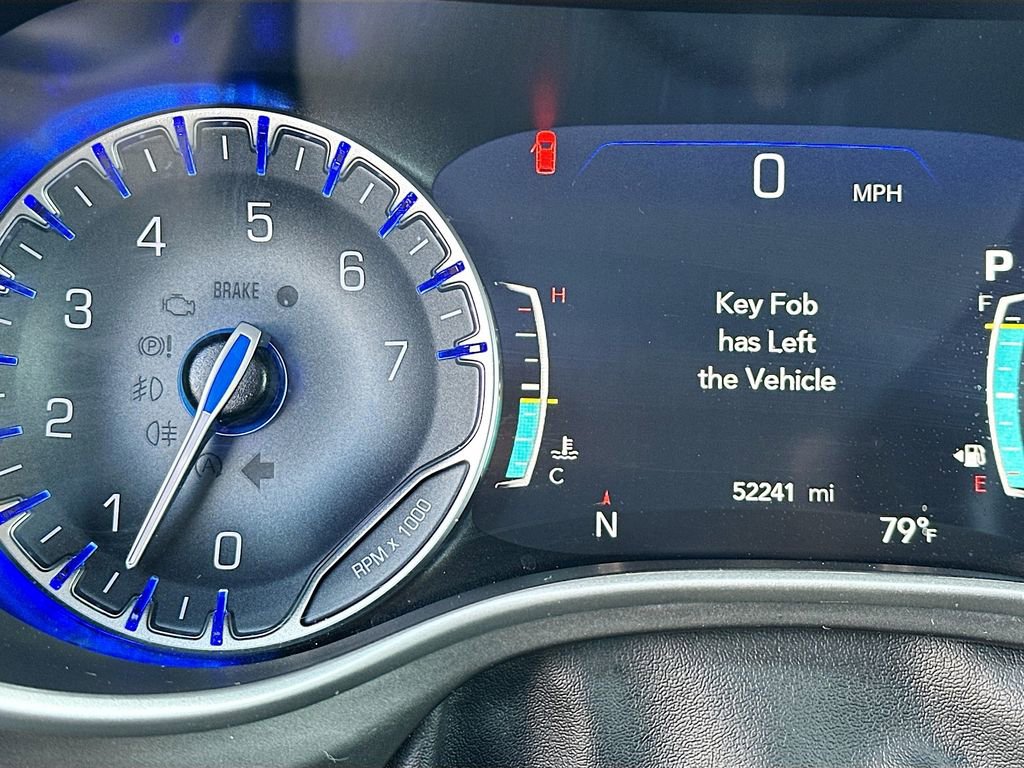 4
5
3
BRAKE
6
7
2
1
0
RPM x 1000
0
MPH
P
H
F
Key Fob
has Left
the Vehicle
C
E
52241 mi
N
79°F